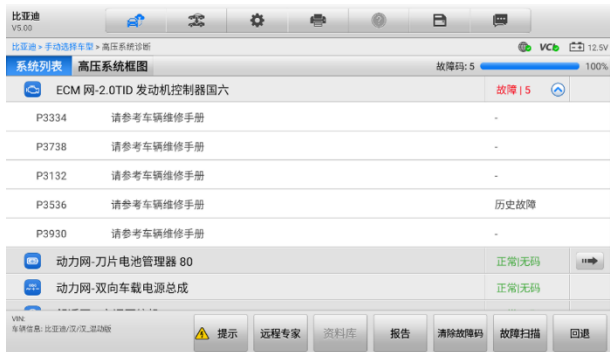 比亚迪
V5.00
比亚迪 > 手动选择车型 > 高压系统诊断 VCb 12.5V
系统列表 高压系统框图 故障码: 5 100%
ECM 网-2.0TID 发动机控制器国六 故障 | 5
P3334 请参考车辆维修手册 -
P3738 请参考车辆维修手册 -
P3132 请参考车辆维修手册 -
P3536 请参考车辆维修手册 历史故障
P3930 请参考车辆维修手册 -
动力网-刀片电池管理器 80 正常|无码
动力网-双向车载电源总成 正常|无码
VIN:
车辆信息: 比亚迪/汉/汉_混动版
提示 远程专家 资料库 报告 清除故障码 故障扫描 回退